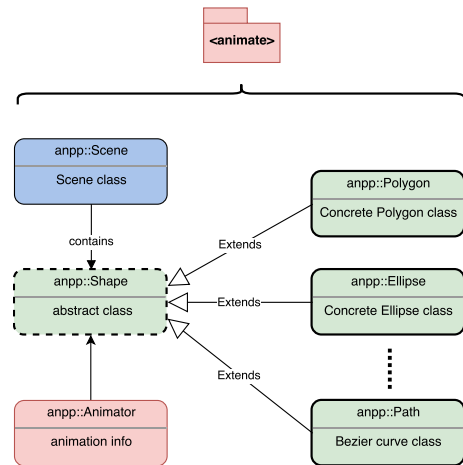 <animate>
anpp::Scene
Scene class
contains
anpp::Shape
abstract class
anpp::Animator
animation info
Extends
Extends
Extends
anpp::Polygon
Concrete Polygon class
anpp::Ellipse
Concrete Ellipse class
anpp::Path
Bezier curve class